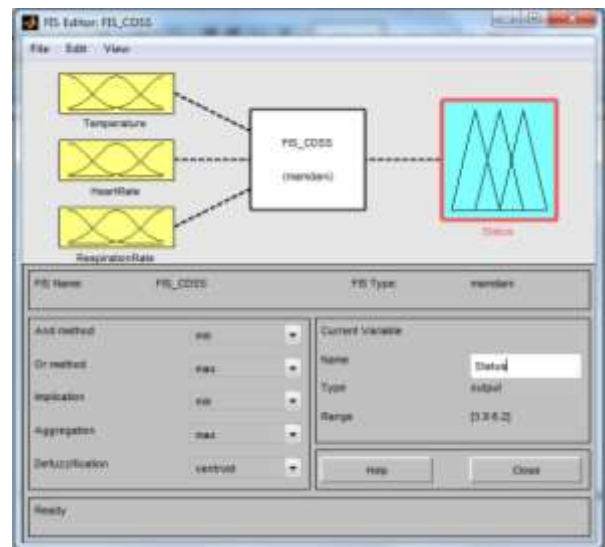 FIS Editor: FIS_CDSS
File Edit View
Temperature
HeartRate
RespirationRate
FIS_CDSS
(mamdani)
Status
FIS Name: FIS_CDSS FIS Type: mamdani
And method min
Or method max
Implication min
Aggregation max
Defuzzification centroid
Current Variable
Name Status
Type output
Range
Help Close
Ready